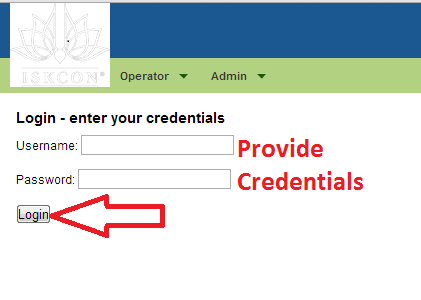 ISKCON®
Operator Admin
Login - enter your credentials
Username: Provide
Password: Credentials
Login